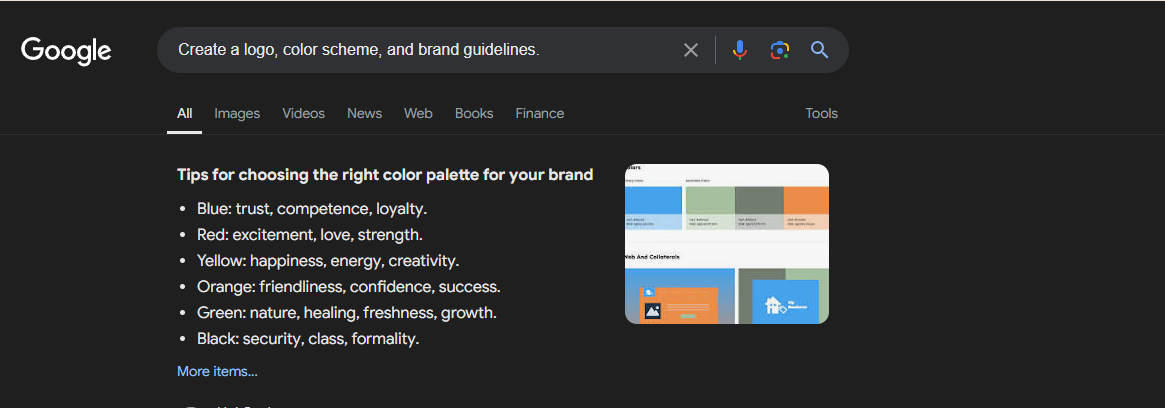 Google
Create a logo, color scheme, and brand guidelines.
All Images Videos News Web Books Finance Tools
Tips for choosing the right color palette for your brand
• Blue: trust, competence, loyalty.
• Red: excitement, love, strength.
• Yellow: happiness, energy, creativity.
• Orange: friendliness, confidence, success.
• Green: nature, healing, freshness, growth.
• Black: security, class, formality.
More items...
And Collaterals